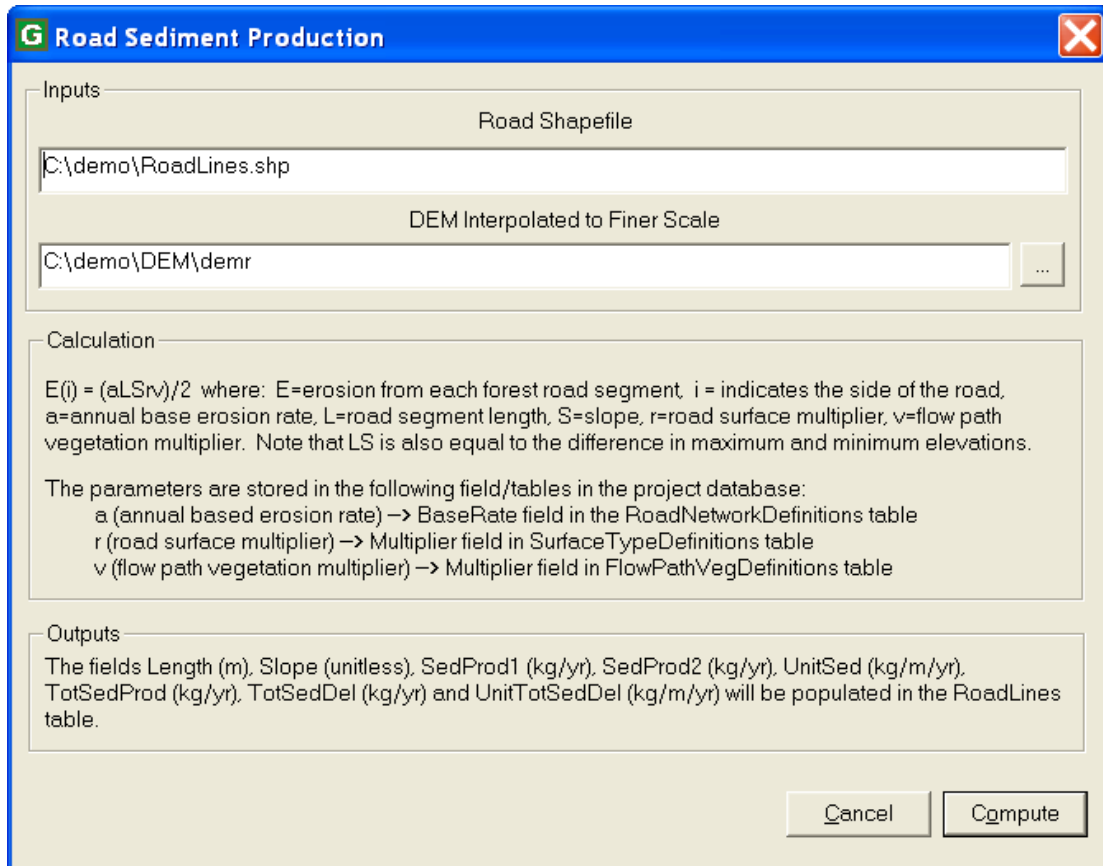 G Road Sediment Production
Inputs
Road Shapefile
C:\demo\RoadLines.shp
DEM Interpolated to Finer Scale
C:\demo\DEM\demr
...
Calculation
E(i) = (aLSrv)/2 where: E=erosion from each forest road segment, i = indicates the side of the road,
a=annual base erosion rate, L=road segment length, S=slope, r=road surface multiplier, v=flow path
vegetation multiplier. Note that LS is also equal to the difference in maximum and minimum elevations.
The parameters are stored in the following field/tables in the project database:
a (annual based erosion rate) --> BaseRate field in the RoadNetworkDefinitions table
r (road surface multiplier) --> Multiplier field in SurfaceTypeDefinitions table
v (flow path vegetation multiplier) --> Multiplier field in FlowPathVegDefinitions table
Outputs
The fields Length (m), Slope (unitless), SedProd1 (kg/yr), SedProd2 (kg/yr), UnitSed (kg/m/yr),
TotSedProd (kg/yr), TotSedDel (kg/yr) and UnitTotSedDel (kg/m/yr) will be populated in the RoadLines
table.
Cancel Compute